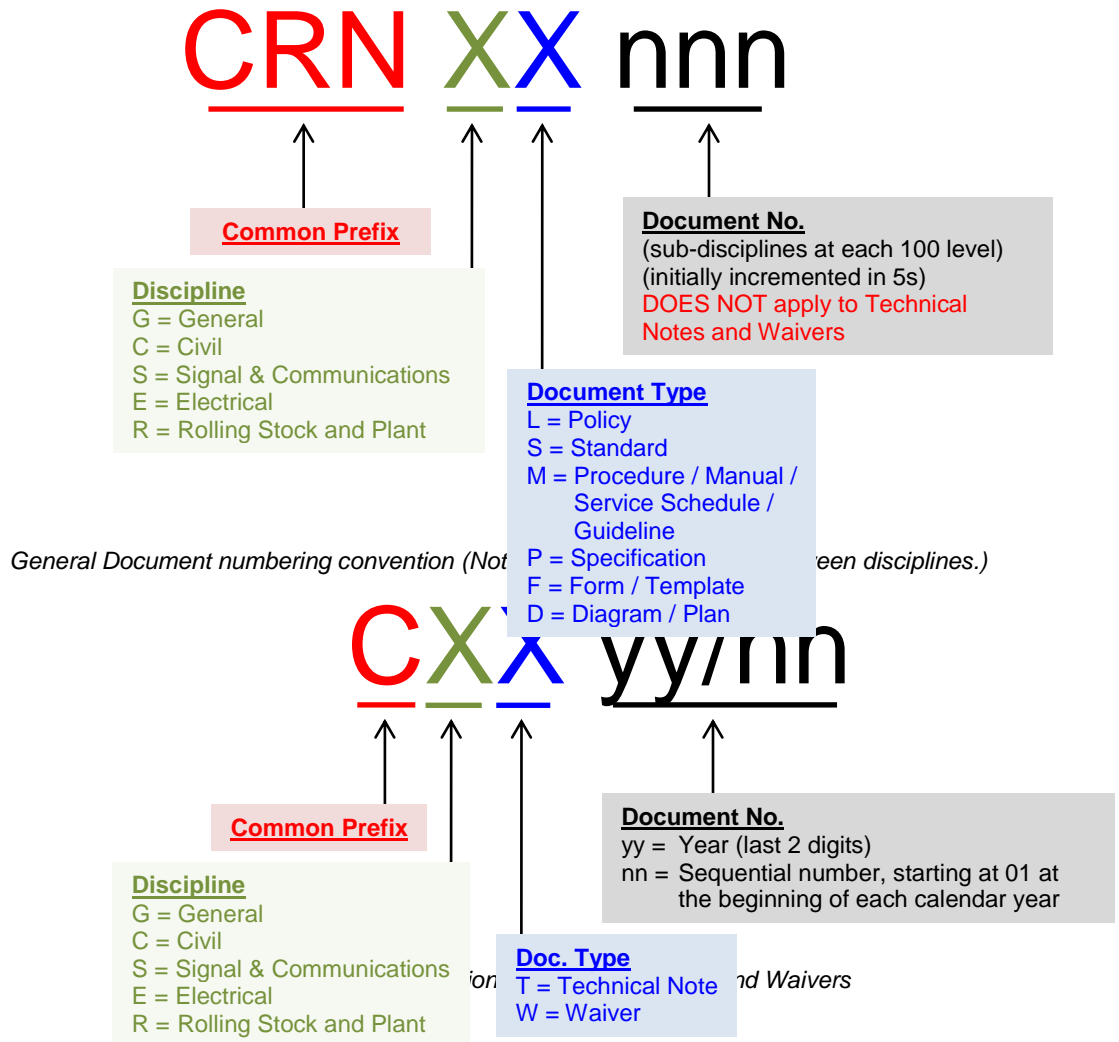 CRN XX nnn
Common Prefix
Discipline
G = General
C = Civil
S = Signal & Communications
E = Electrical
R = Rolling Stock and Plant
Document Type
L = Policy
S = Standard
M = Procedure / Manual /
Service Schedule /
Guideline
P = Specification
F = Form / Template
D = Diagram / Plan
Document No.
(sub-disciplines at each 100 level)
(initially incremented in 5s)
DOES NOT apply to Technical
Notes and Waivers
General Document numbering convention disciplines.)
CXX yy/nn
Common Prefix
Discipline
G = General
C = Civil
S = Signal & Communications
E = Electrical
R = Rolling Stock and Plant
Doc. Type
T = Technical Note
W = Waiver
Document No.
yy = Year (last 2 digits)
nn = Sequential number, starting at 01 at
the beginning of each calendar year
Waivers